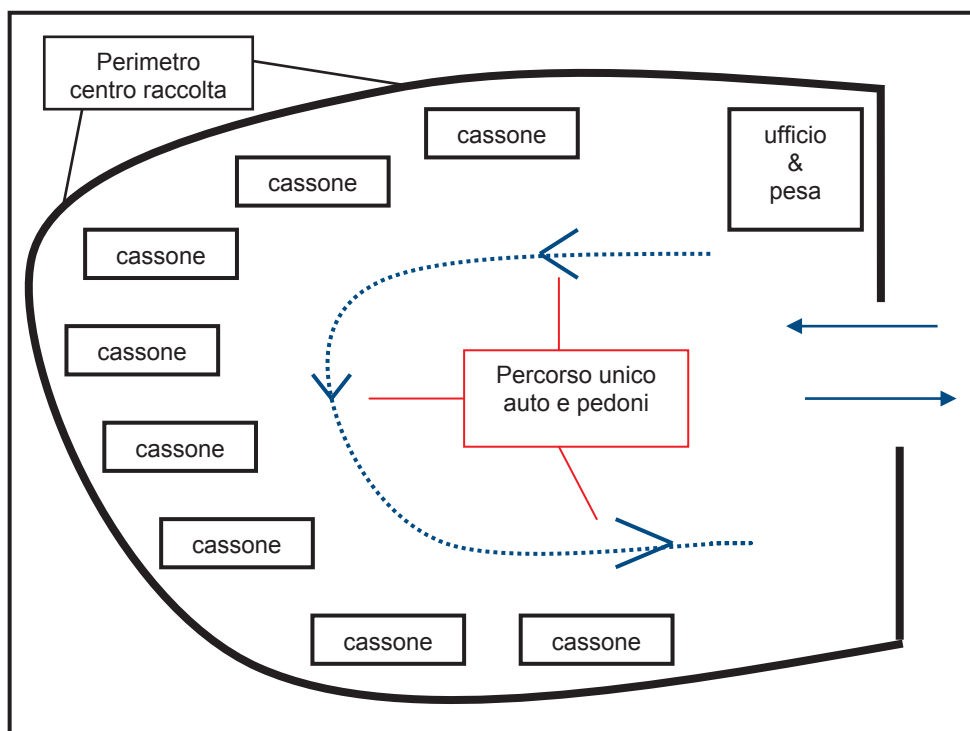 Perimetro
centro raccolta
cassone
ufficio
&
pesa
cassone
cassone
cassone
Percorso unico
auto e pedoni
cassone
cassone
cassone
cassone